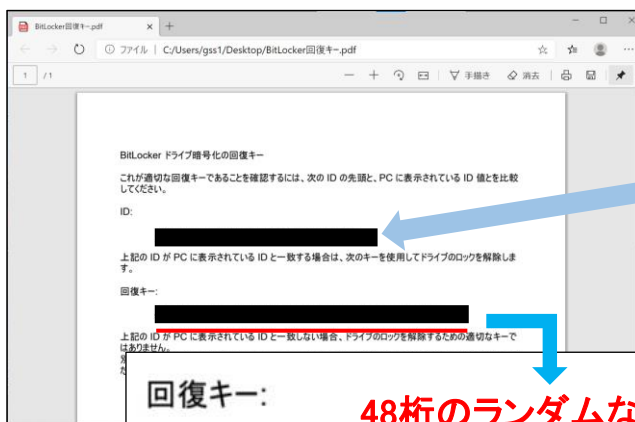 BitLocker回復キー.pdf
ファイル | C:/Users/gss1/Desktop/BitLocker回復キー.pdf
1 /1
手描き 消去
BitLocker ドライブ暗号化の回復キー
これが適切な回復キーであることを確認するには、次の ID の先頭と、PC に表示されている ID 値とを比較
してください。
ID:
上記の ID が PC に表示されている ID と一致する場合は、次のキーを使用してドライブのロックを解除しま
す。
回復キー:
上記の ID が PC に表示されている ID と一致しない場合、ドライブのロックを解除するための適切なキーで
はありません。
回復キー:
48桁のランダムな